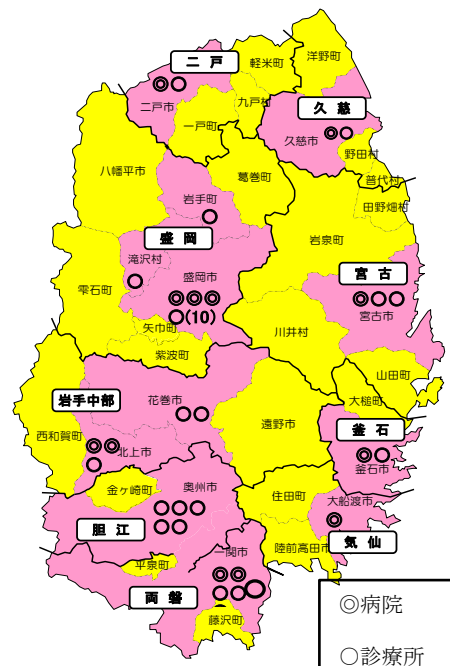 二 戸
軽米町
洋野町
◎○
二戸市
九戸村
久 慈
一戸町
◎○
久慈市
野田村
八幡平市
葛巻町
普代村
田野畑村
岩手町
○
岩泉町
盛 岡
滝沢村
○
雫石町
盛岡市
◎◎◎
○(10)
宮 古
◎○○
宮古市
矢巾町
川井村
紫波町
山田町
岩手中部
花巻市
○○
大槌町
遠野市
釜 石
西和賀町
◎◎
北上市
○
◎○
釜石市
金ヶ崎町
奥州市
○○○
○○
住田町
大船渡市
◎
胆 江
陸前高田市
気 仙
平泉町
一関市
◎◎
○○○
両 磐
藤沢町
◎病院
○診療所